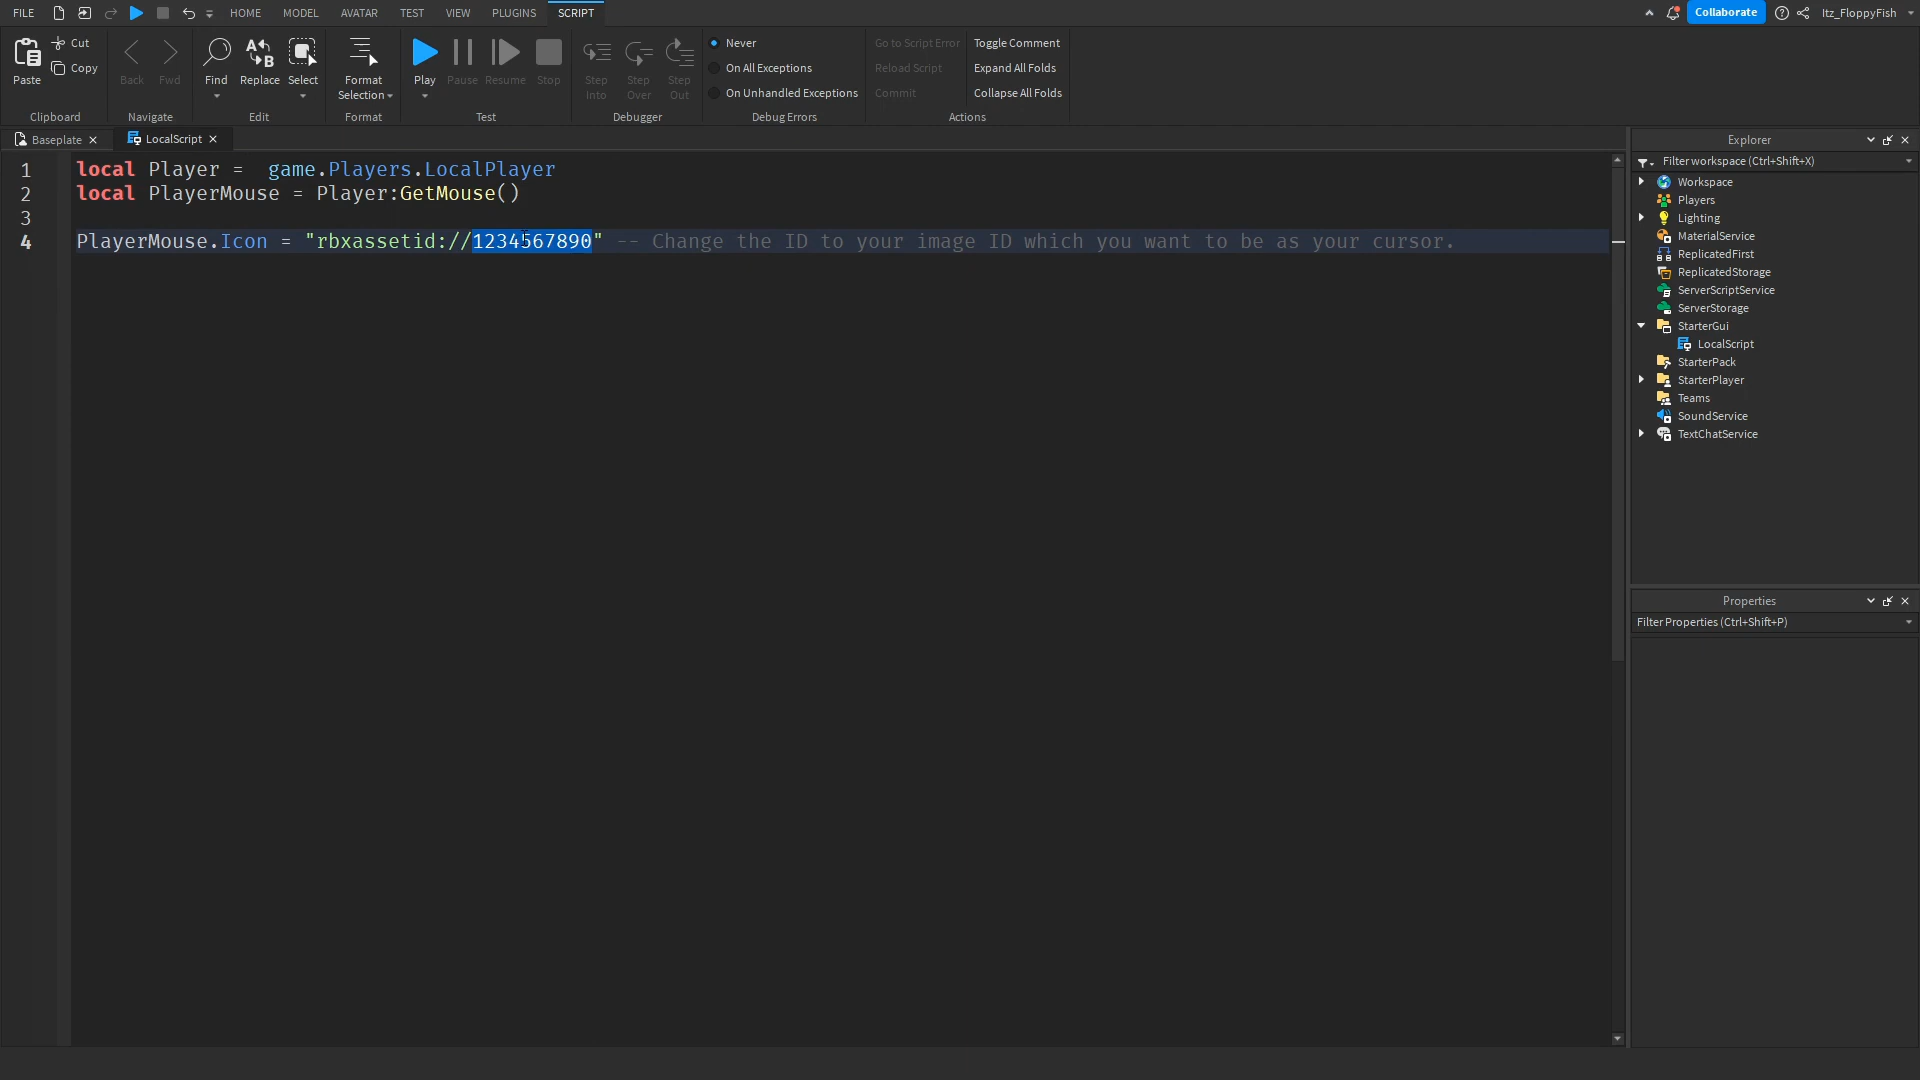 FILE HOME MODEL AVATAR TEST VIEW PLUGINS SCRIPT Collaborate Itz_FloppyFish
Paste Cut Copy
Clipboard
Back Fwd
Navigate
Find Replace Select
Edit
Format Selection
Format
Play Pause Resume Stop
Test
Step Into Step Over Step Out
Debugger
Never
On All Exceptions
On Unhandled Exceptions
Debug Errors
Go to Script Error Toggle Comment
Reload Script Expand All Folds
Commit Collapse All Folds
Actions
Baseplate LocalScript
1 local Player =  game.Players.LocalPlayer
2 local PlayerMouse = Player:GetMouse()
3
4 PlayerMouse.Icon = "rbxassetid://1234567890" -- Change the ID to your image ID which you want to be as your cursor.
Explorer
Filter workspace (Ctrl+Shift+X)
Workspace
Players
Lighting
MaterialService
ReplicatedFirst
ReplicatedStorage
ServerScriptService
ServerStorage
StarterGui
LocalScript
StarterPack
StarterPlayer
Teams
SoundService
TextChatService
Properties
Filter Properties (Ctrl+Shift+P)